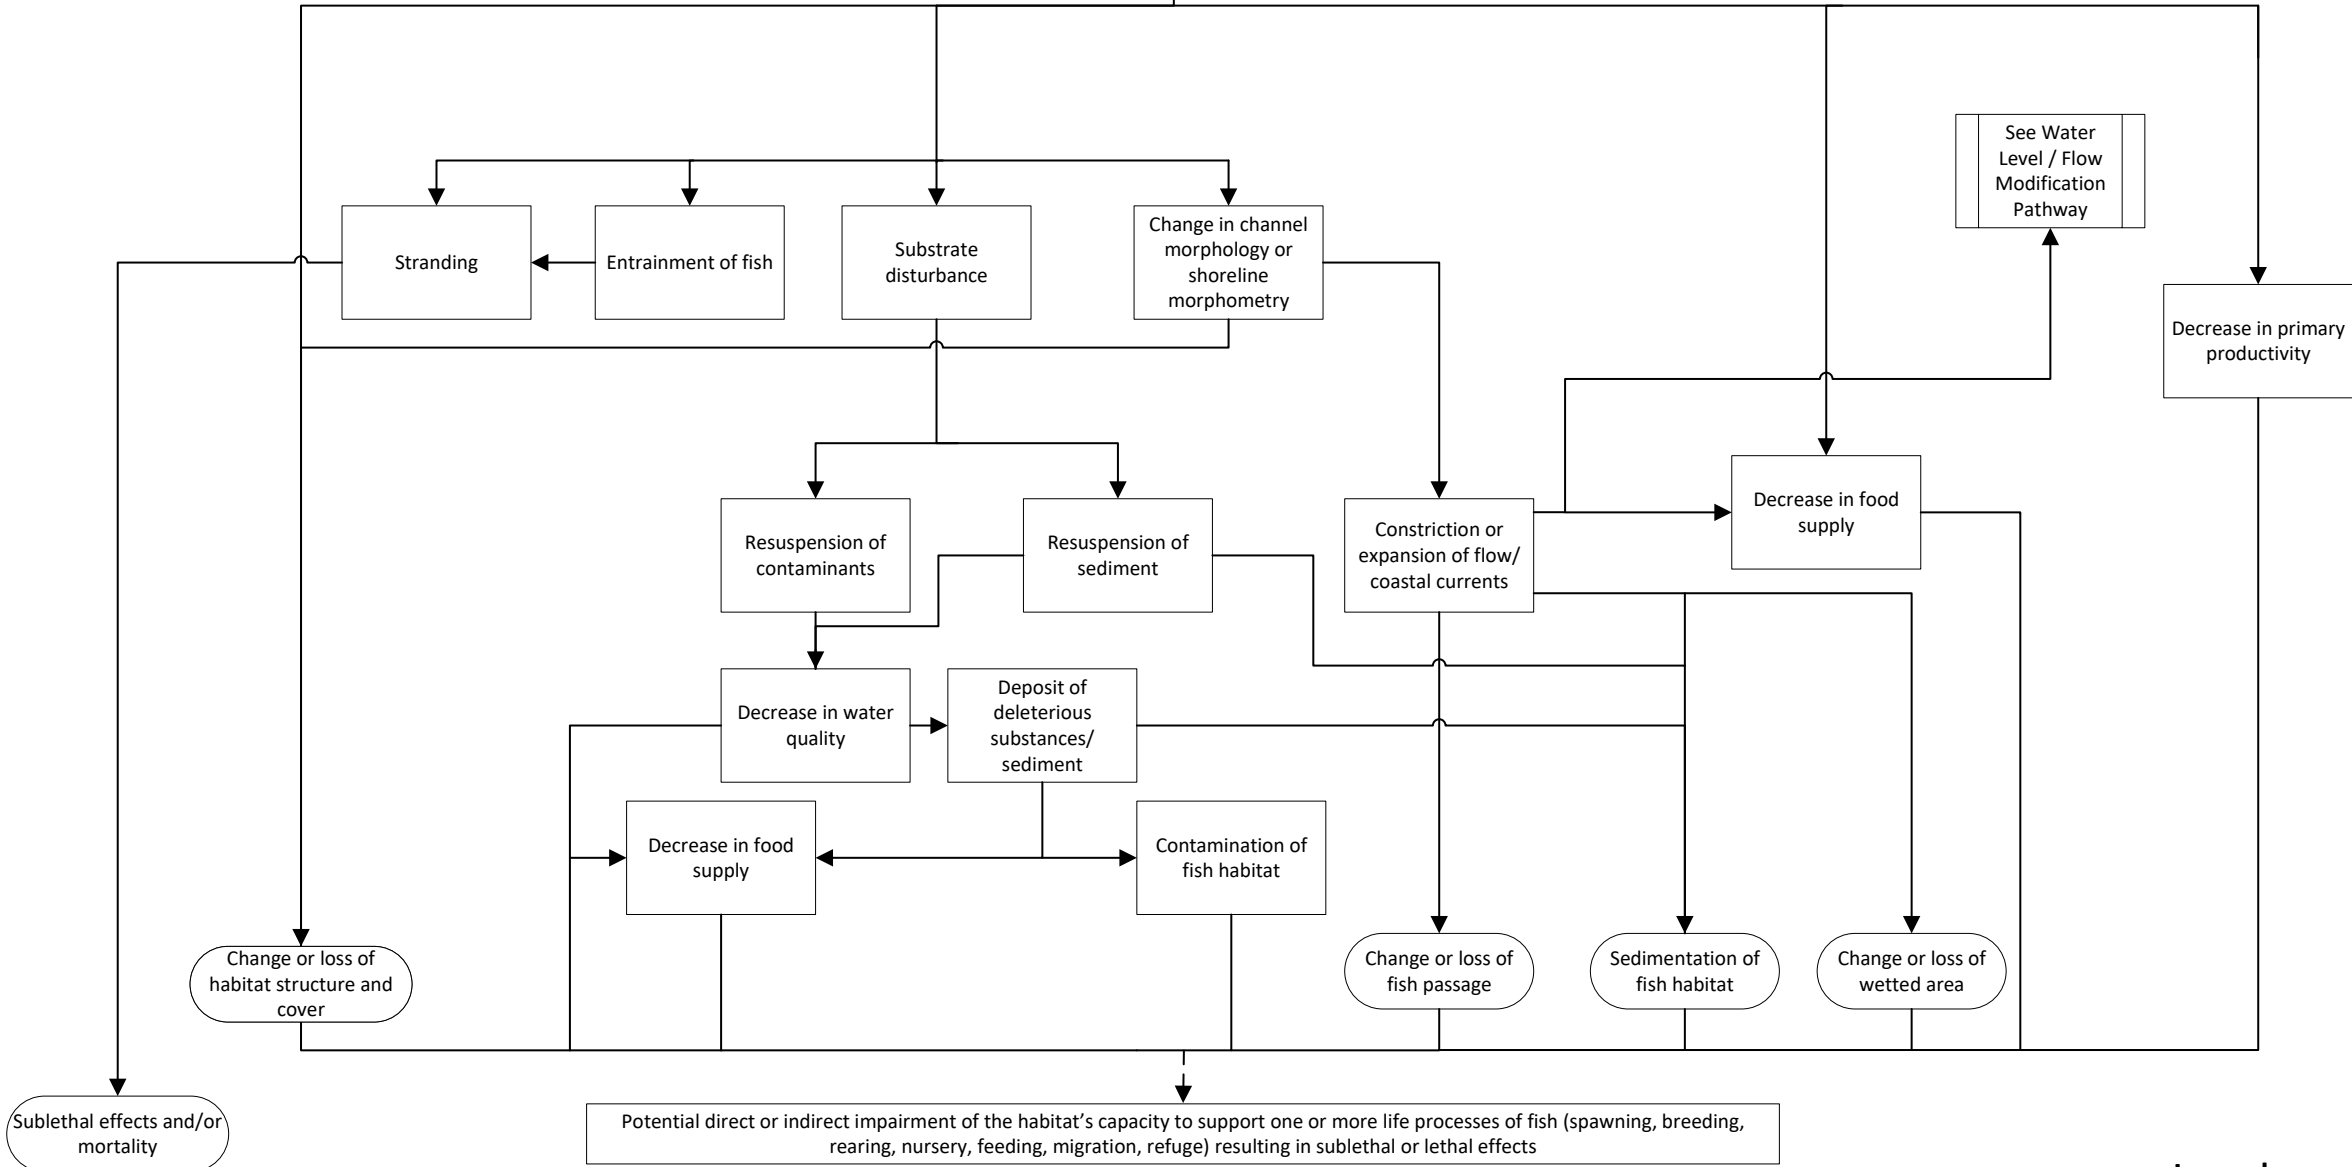 See Water
Level / Flow
Modification
Pathway
Stranding
Entrainment of fish
Substrate
disturbance
Change in channel
morphology or
shoreline
morphometry
Decrease in primary
productivity
Decrease in food
supply
Resuspension of
contaminants
Resuspension of
sediment
Constriction or
expansion of flow/
coastal currents
Decrease in water
quality
Deposit of
deleterious
substances/
sediment
Decrease in food
supply
Contamination of
fish habitat
Change or loss of
habitat structure and
cover
Change or loss of
fish passage
Sedimentation of
fish habitat
Change or loss of
wetted area
Sublethal effects and/or
mortality
Potential direct or indirect impairment of the habitat’s capacity to support one or more life processes of fish (spawning, breeding,
rearing, nursery, feeding, migration, refuge) resulting in sublethal or lethal effects